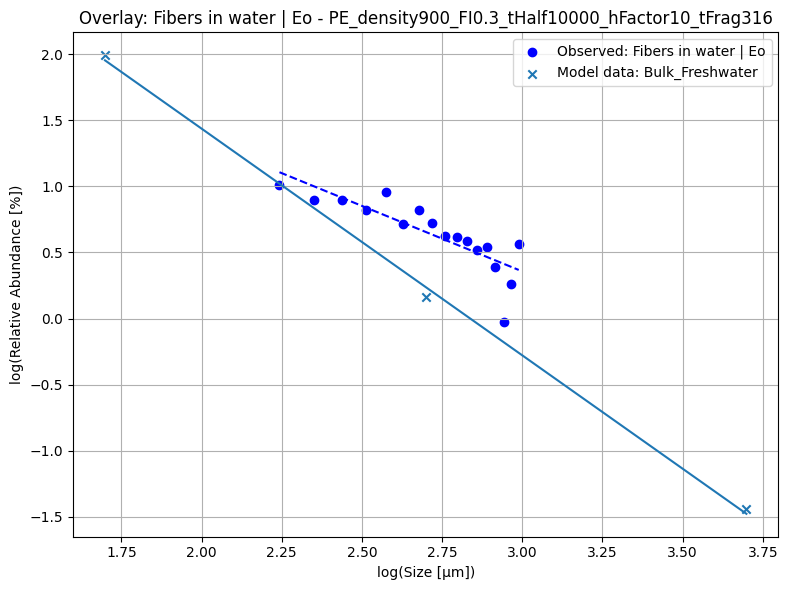 Overlay: Fibers in water | Eo - PE_density900_FI0.3_tHalf10000_hFactor10_tFrag316
Observed: Fibers in water | Eo
Model data: Bulk_Freshwater
log(Relative Abundance [%])
2.0
1.5
1.0
0.5
0.0
−0.5
−1.0
−1.5
1.75 2.00 2.25 2.50 2.75 3.00 3.25 3.50 3.75
log(Size [µm])